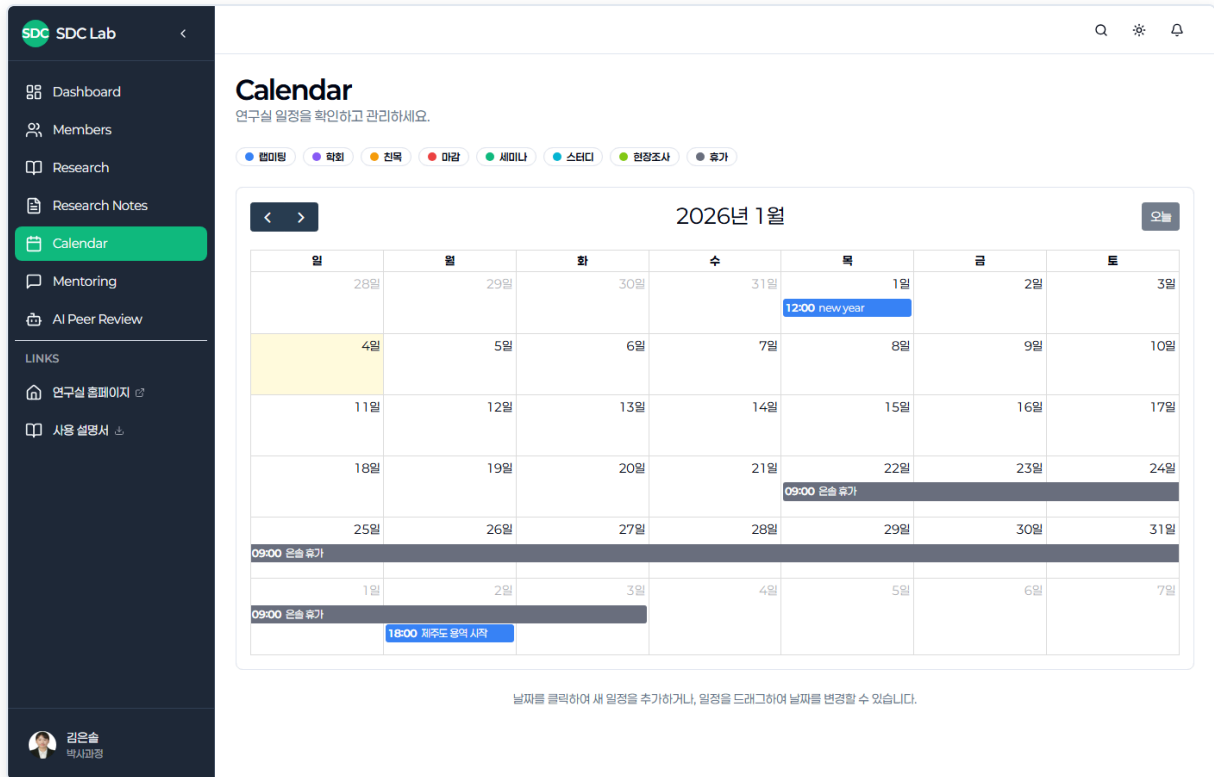 SDC SDC Lab
Dashboard
Members
Research
Research Notes
Calendar
Mentoring
AI Peer Review
LINKS
연구실 홈페이지
사용 설명서
김은솔
박사과정
Calendar
연구실 일정을 확인하고 관리하세요.
랩미팅 학회 친목 마감 세미나 스터디 현장조사 휴가
2026년 1월
오늘
일 월 화 수 목 금 토
28일 29일 30일 31일 1일 2일 3일
12:00 new year
4일 5일 6일 7일 8일 9일 10일
11일 12일 13일 14일 15일 16일 17일
18일 19일 20일 21일 22일 23일 24일
09:00 은솔 휴가
25일 26일 27일 28일 29일 30일 31일
09:00 은솔 휴가
1일 2일 3일 4일 5일 6일 7일
09:00 은솔 휴가
18:00 제주도 용역 시작
날짜를 클릭하여 새 일정을 추가하거나, 일정을 드래그하여 날짜를 변경할 수 있습니다.